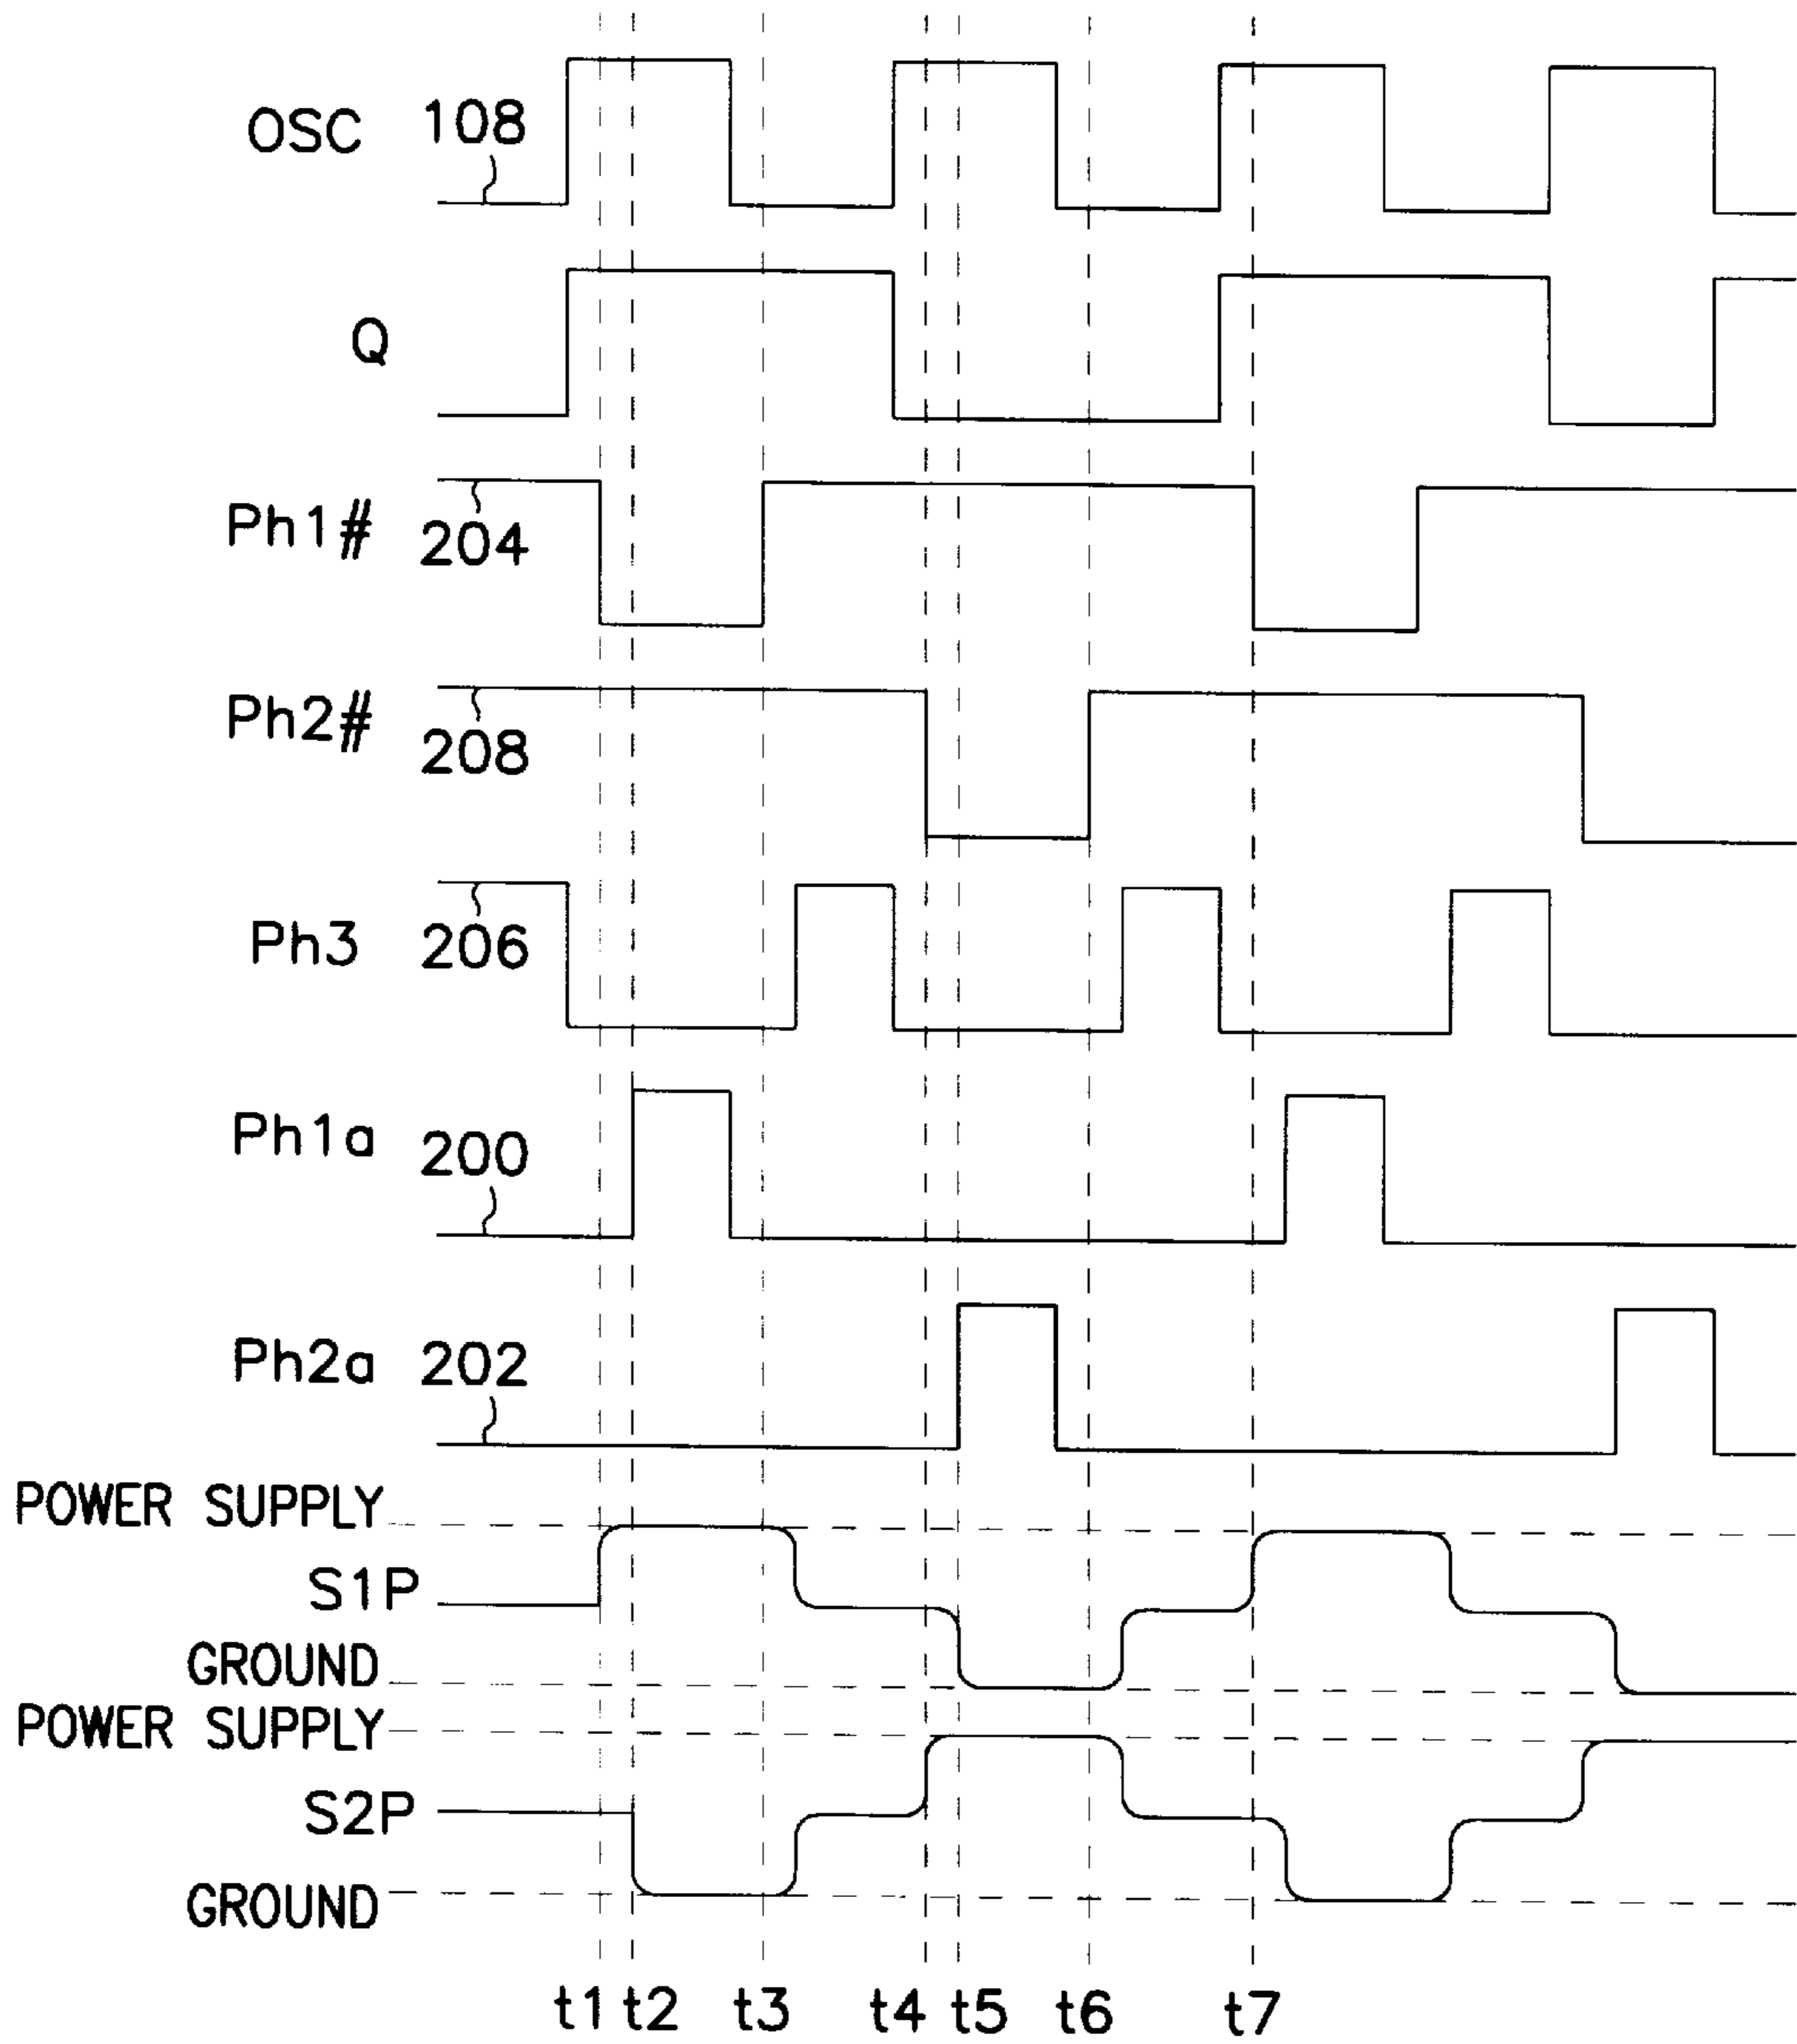 OSC 108
Q
Ph1# 204
Ph2# 208
Ph3 206
Ph1a 200
Ph2a 202
POWER SUPPLY
S1P
GROUND
POWER SUPPLY
S2P
GROUND
t1 t2 t3 t4 t5 t6 t7